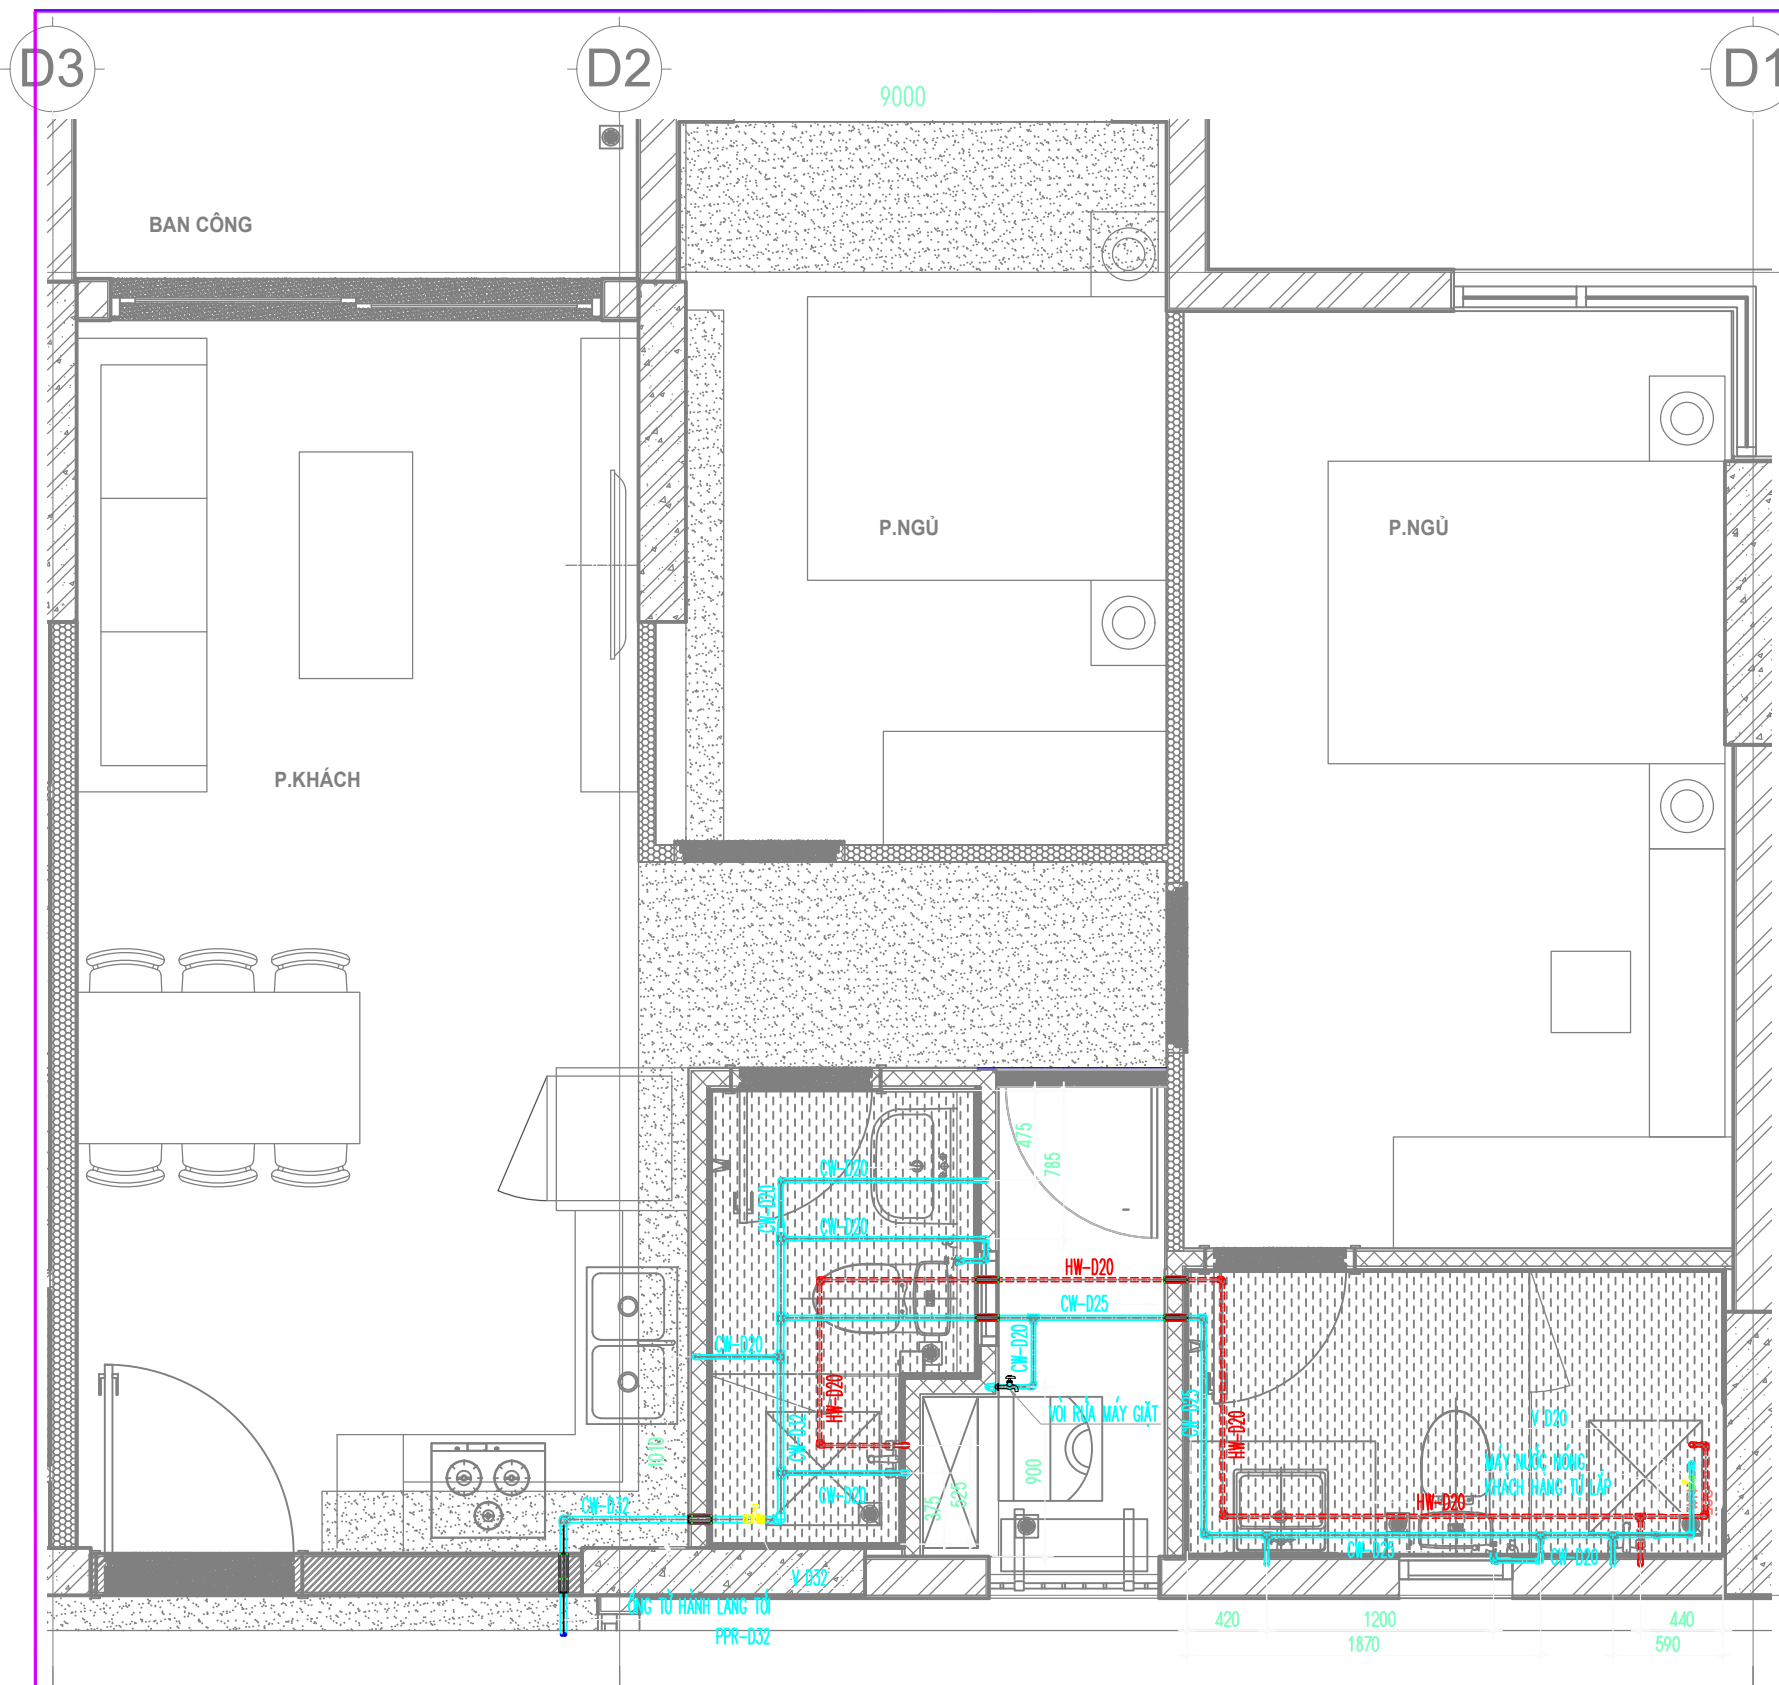 D3
D2
D1
9000
BAN CÔNG
P.NGỦ
P.NGỦ
P.KHÁCH
475
785
CW-D20
CW-D20
CW-D20
HW-D20
CW-D25
CW-D20
CW-D20
HW-D20
CW-D32
VÒI RỬA MÁY GIẶT
CW-D25
HW-D20
V D20
1010
900
375
520
MÁY NƯỚC NÓNG
KHÁCH HÀNG TỰ LẮP
CW-D20
HW-D20
CW-D32
CW-D25
CW-D20
V D32
ỐNG TỪ HÀNH LANG TỚI
PPR-D32
420
1200
440
1870
590